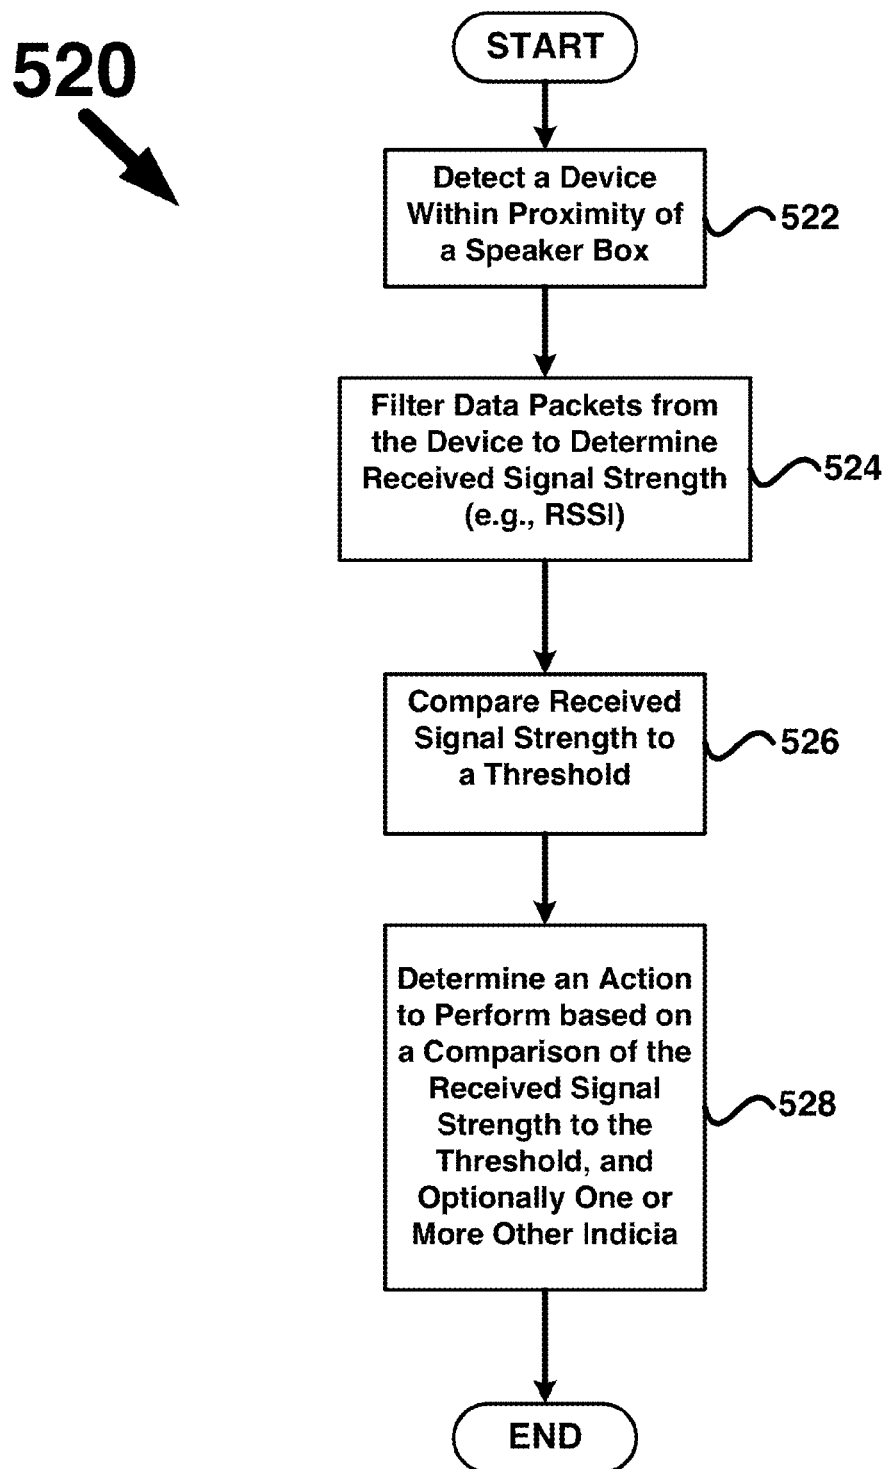 520
START
Detect a Device
Within Proximity of
a Speaker Box
522
Filter Data Packets from
the Device to Determine
Received Signal Strength
(e.g., RSSI)
524
Compare Received
Signal Strength to
a Threshold
526
Determine an Action
to Perform based on
a Comparison of the
Received Signal
Strength to the
Threshold, and
Optionally One or
More Other Indicia
528
END